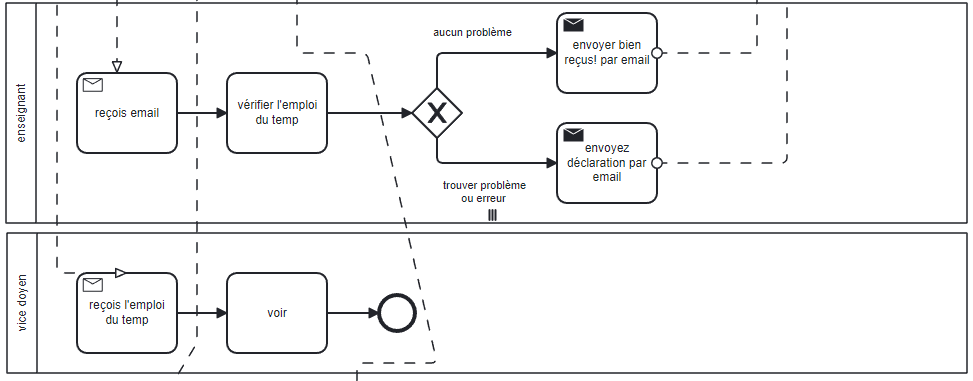 enseignant
reçois email
vérifier l'emploi
du temp
aucun problème
trouver problème
ou erreur
envoyer bien
reçus! par email
envoyez
déclaration par
email
vice doyen
reçois l'emploi
du temp
voir